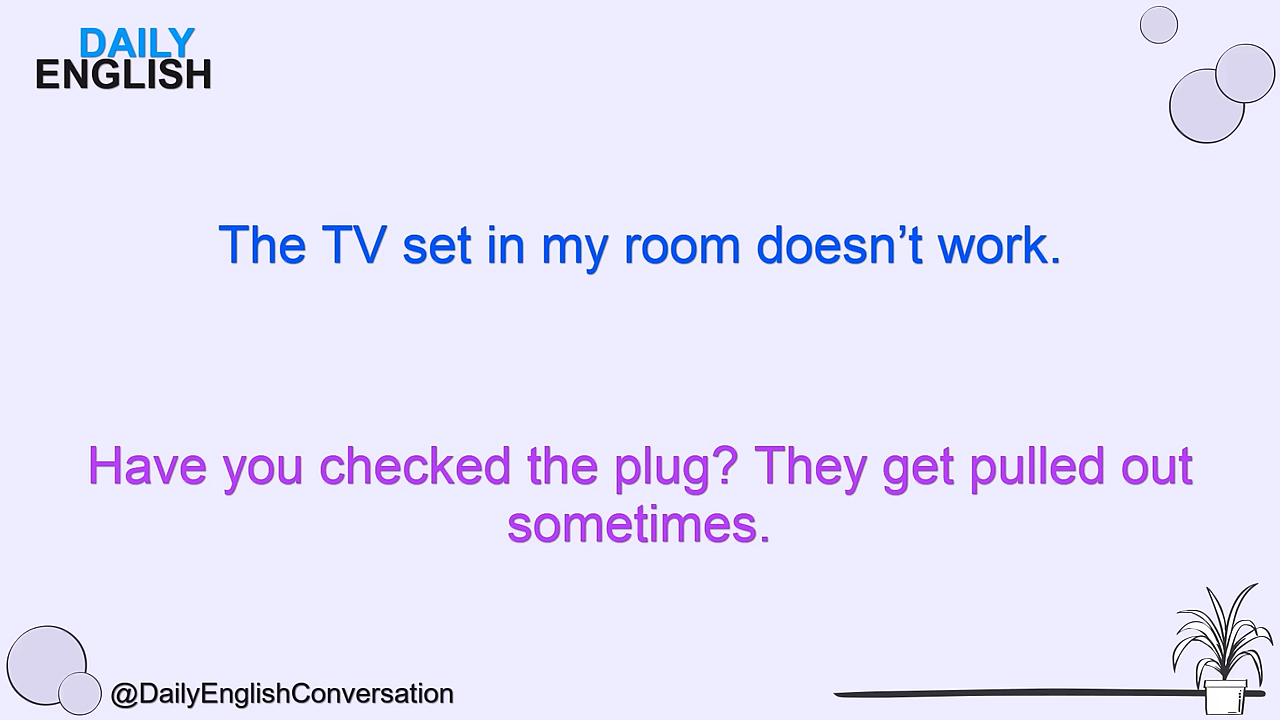 DAILY
ENGLISH
The TV set in my room doesn’t work.
Have you checked the plug? They get pulled out
sometimes.
@DailyEnglishConversation